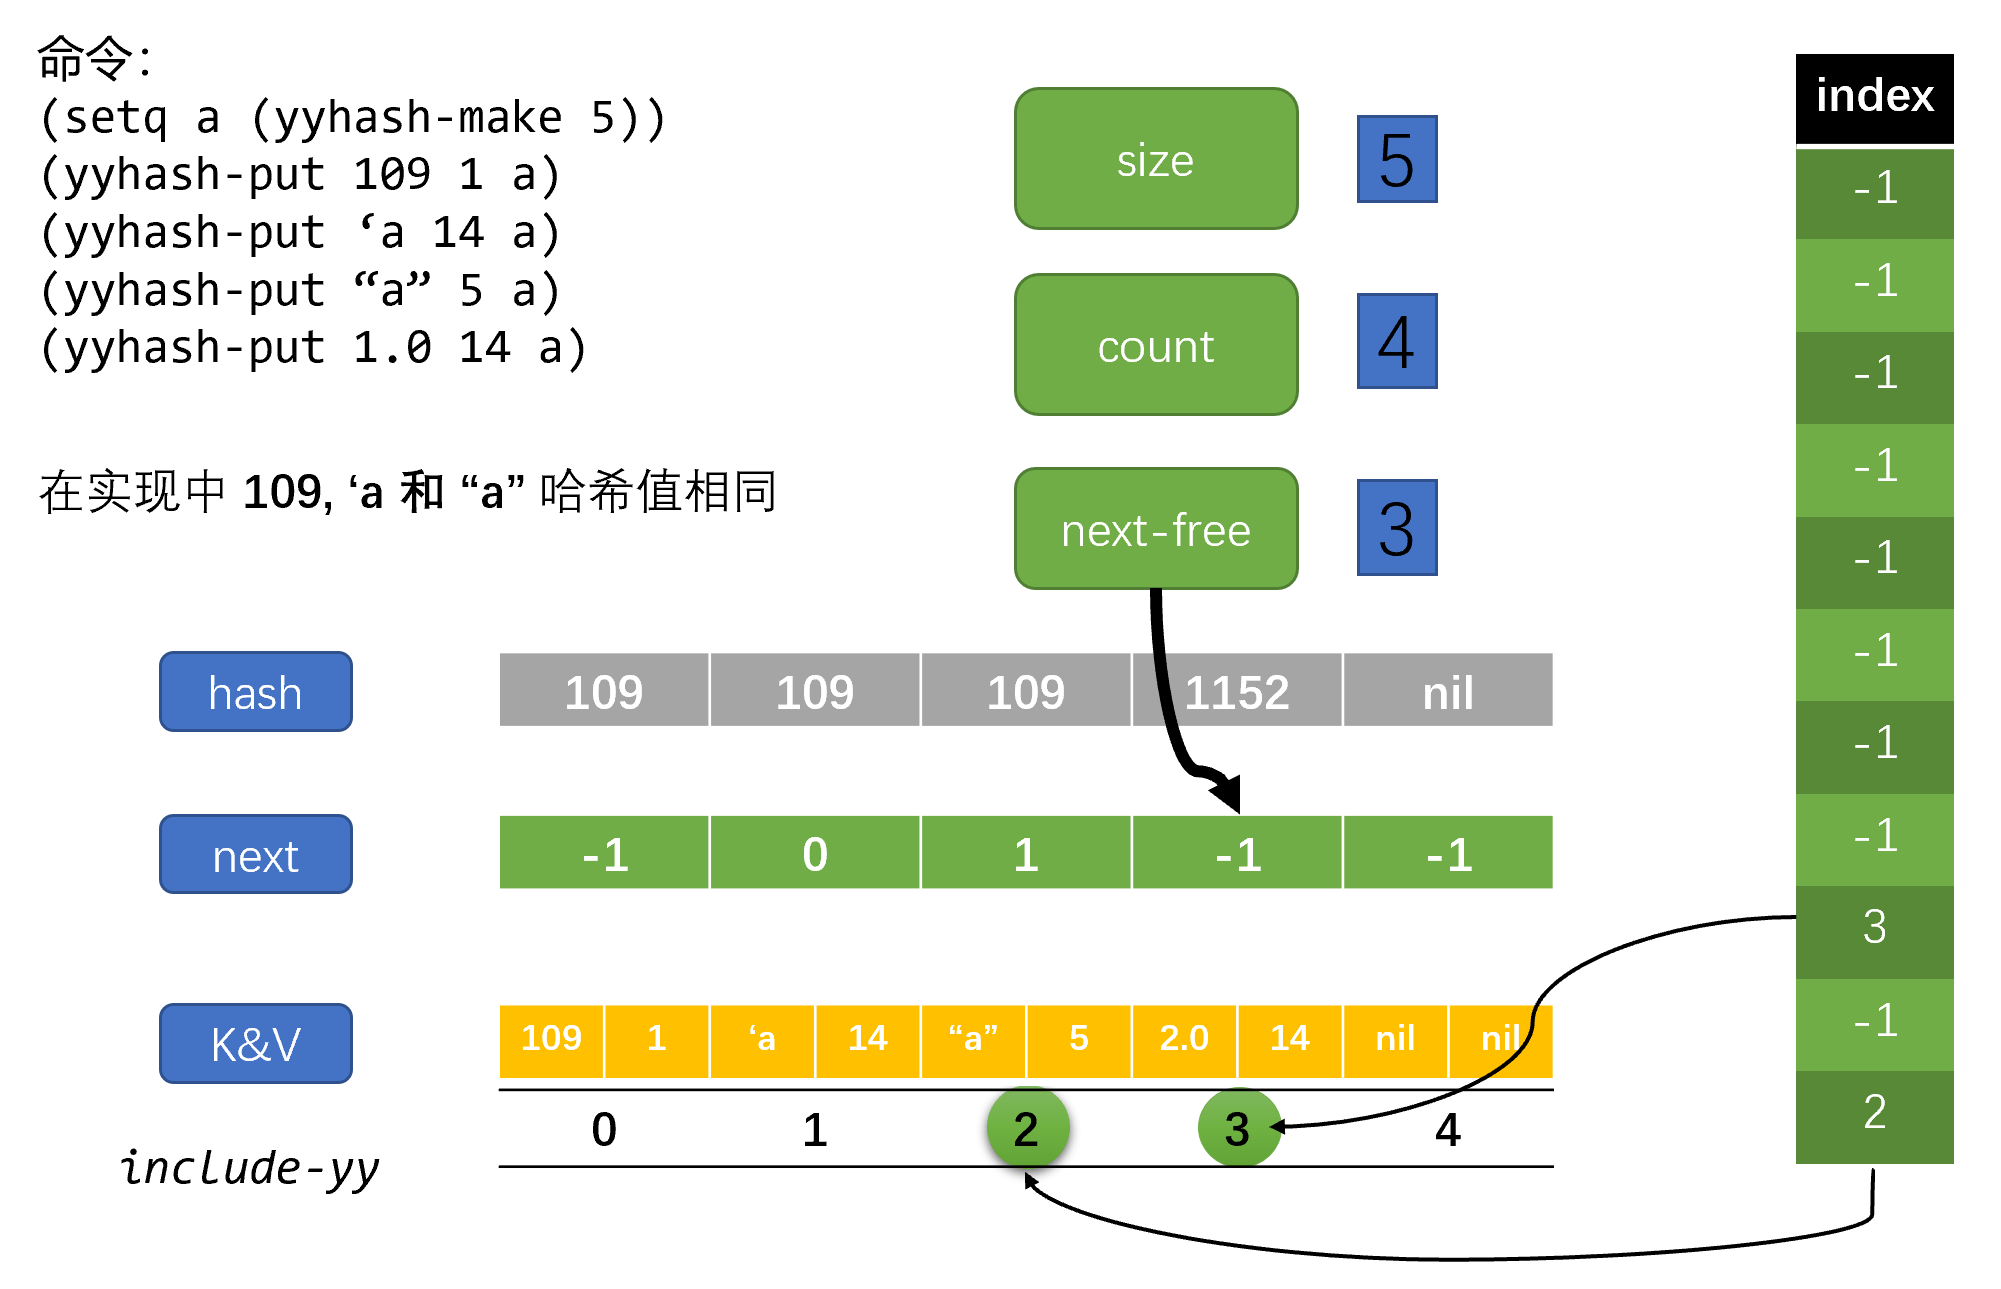 命令：
(setq a (yyhash-make 5))
(yyhash-put 109 1 a)
(yyhash-put ‘a 14 a)
(yyhash-put “a” 5 a)
(yyhash-put 1.0 14 a)
在实现中 109, ‘a 和 “a” 哈希值相同
size 5
count 4
next-free 3
hash 109 109 109 1152 nil
next -1 0 1 -1 -1
K&V 109 1 ‘a 14 “a” 5 2.0 14 nil nil
0 1 2 3 4
include-yy
index
-1
-1
-1
-1
-1
-1
-1
-1
3
-1
2